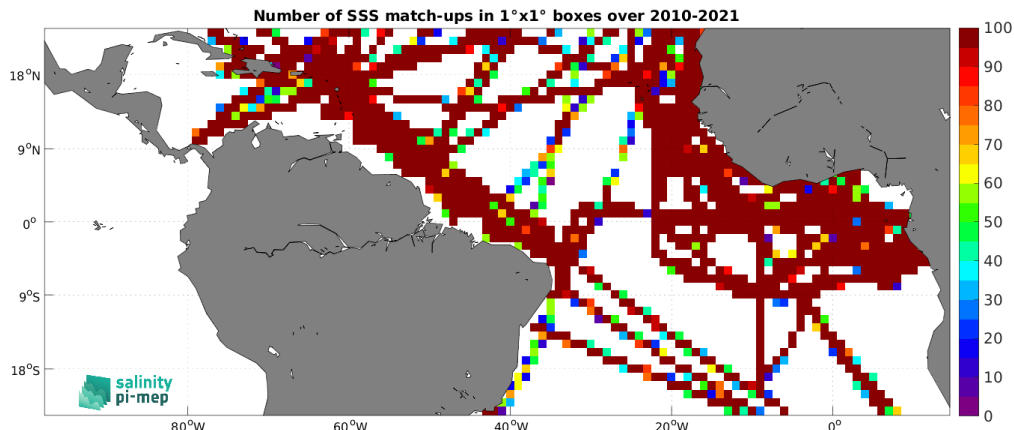 Number of SSS match-ups in 1°x1° boxes over 2010-2021
18°N
9°N
0°
9°S
18°S
80°W
60°W
40°W
20°W
0°
100
90
80
70
60
50
40
30
20
10
0
salinity
pi-mep